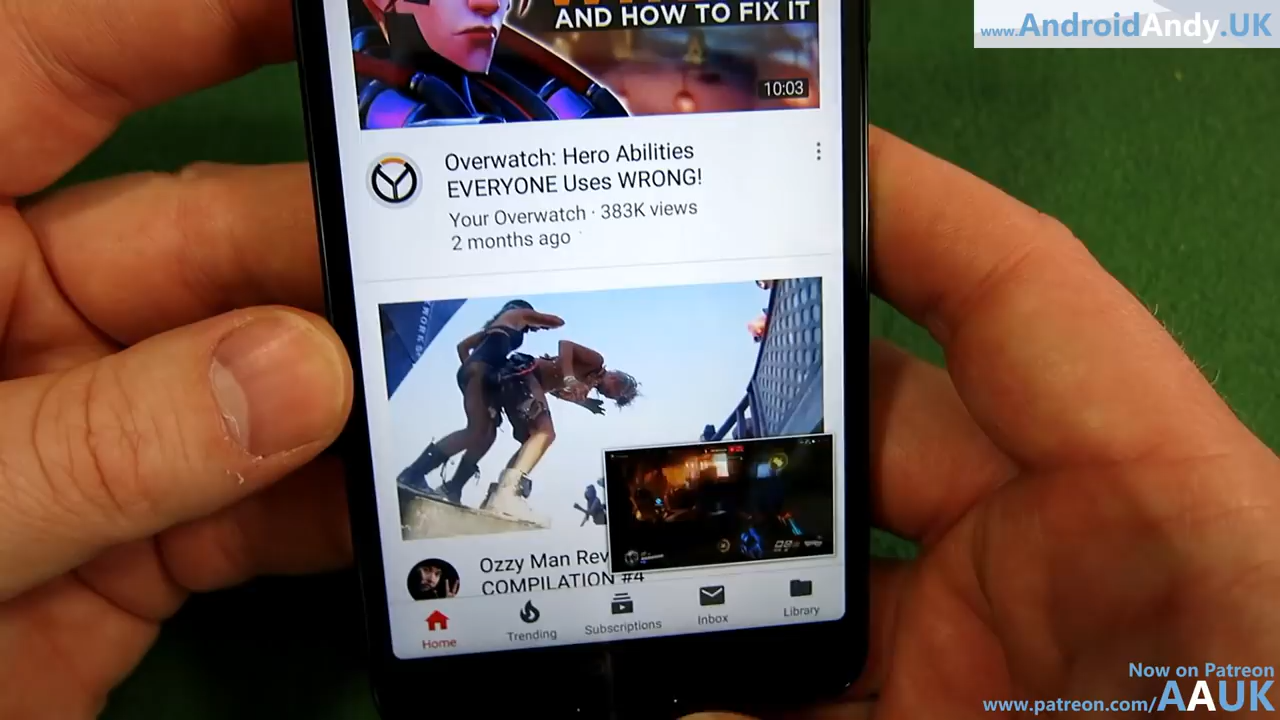 www.AndroidAndy.UK
AND HOW TO FIX IT
10:03
Overwatch: Hero Abilities
EVERYONE Uses WRONG!
Your Overwatch · 383K views
2 months ago
Ozzy Man
COMPILATION #4
Home
Trending
Subscriptions
Inbox
Library
Now on Patreon
www.patreon.com/AAUK